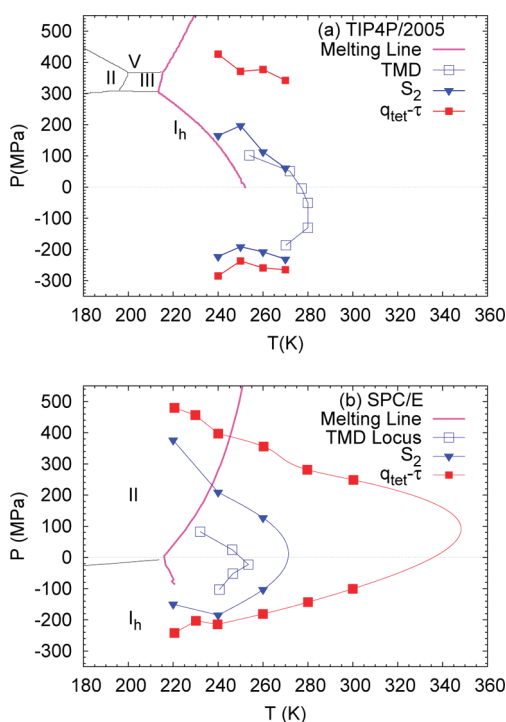 500
400
300
200
100
0
-100
-200
-300
P(MPa)
180 200 220 240 260 280 300 320 340 360
T(K)
(a) TIP4P/2005
Melting Line
TMD
S2
qtet-τ
V
II
III
Ih
500
400
300
200
100
0
-100
-200
-300
P (MPa)
180 200 220 240 260 280 300 320 340 360
T (K)
(b) SPC/E
Melting Line
TMD Locus
S2
qtet-τ
II
Ih